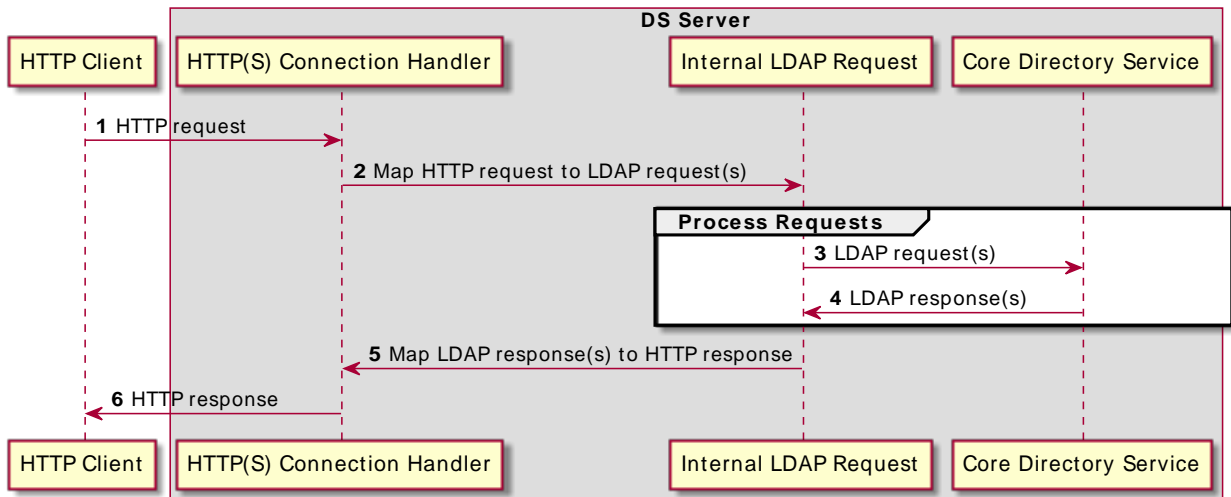 DS Server
HTTP Client
HTTP(S) Connection Handler
Internal LDAP Request
Core Directory Service
1 HTTP request
2 Map HTTP request to LDAP request(s)
Process Requests
3 LDAP request(s)
4 LDAP response(s)
5 Map LDAP response(s) to HTTP response
6 HTTP response
HTTP Client
HTTP(S) Connection Handler
Internal LDAP Request
Core Directory Service